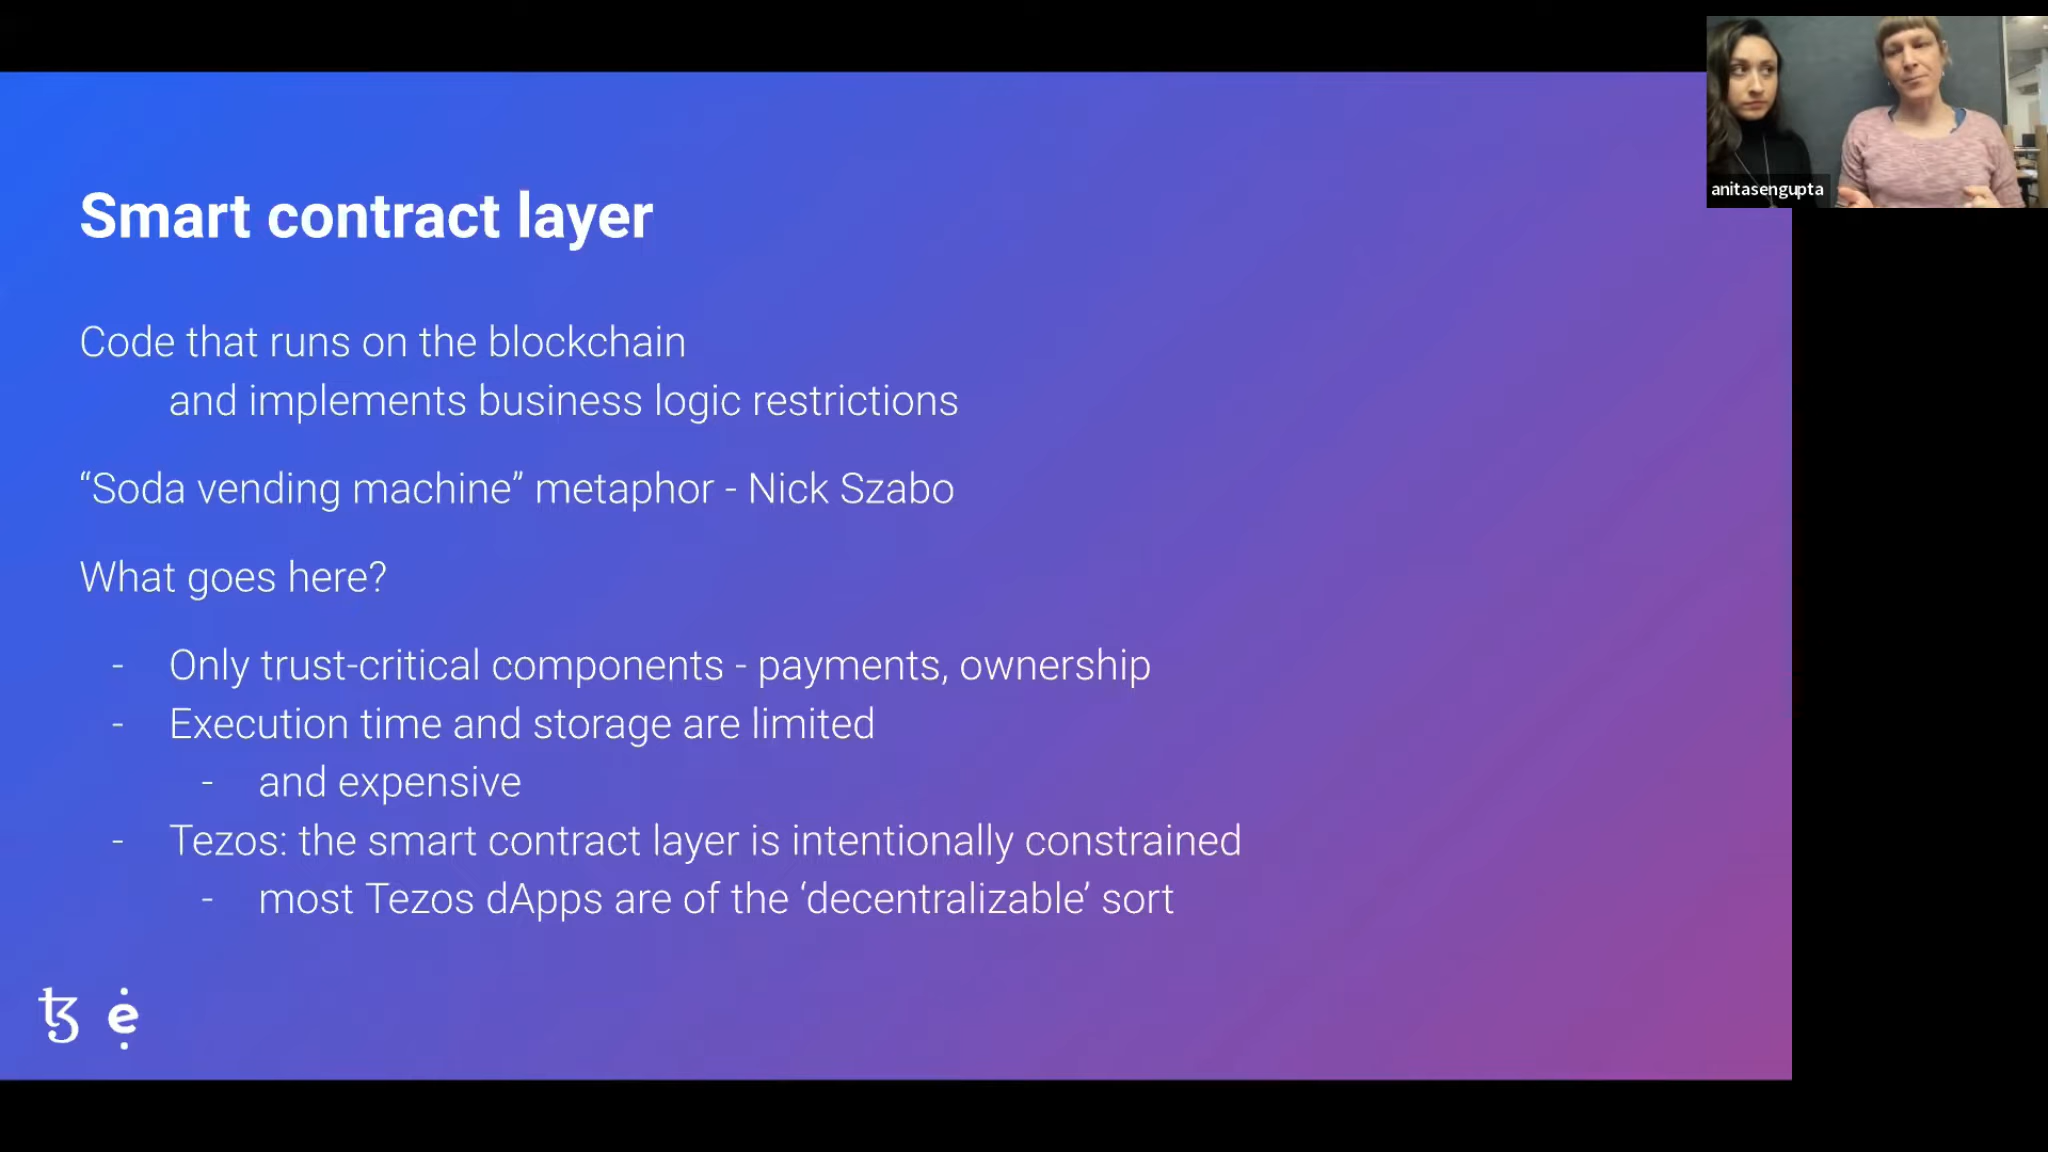 Smart contract layer
Code that runs on the blockchain
and implements business logic restrictions
“Soda vending machine” metaphor - Nick Szabo
What goes here?
- Only trust-critical components - payments, ownership
- Execution time and storage are limited
- and expensive
- Tezos: the smart contract layer is intentionally constrained
- most Tezos dApps are of the ‘decentralizable’ sort
anitasengupta